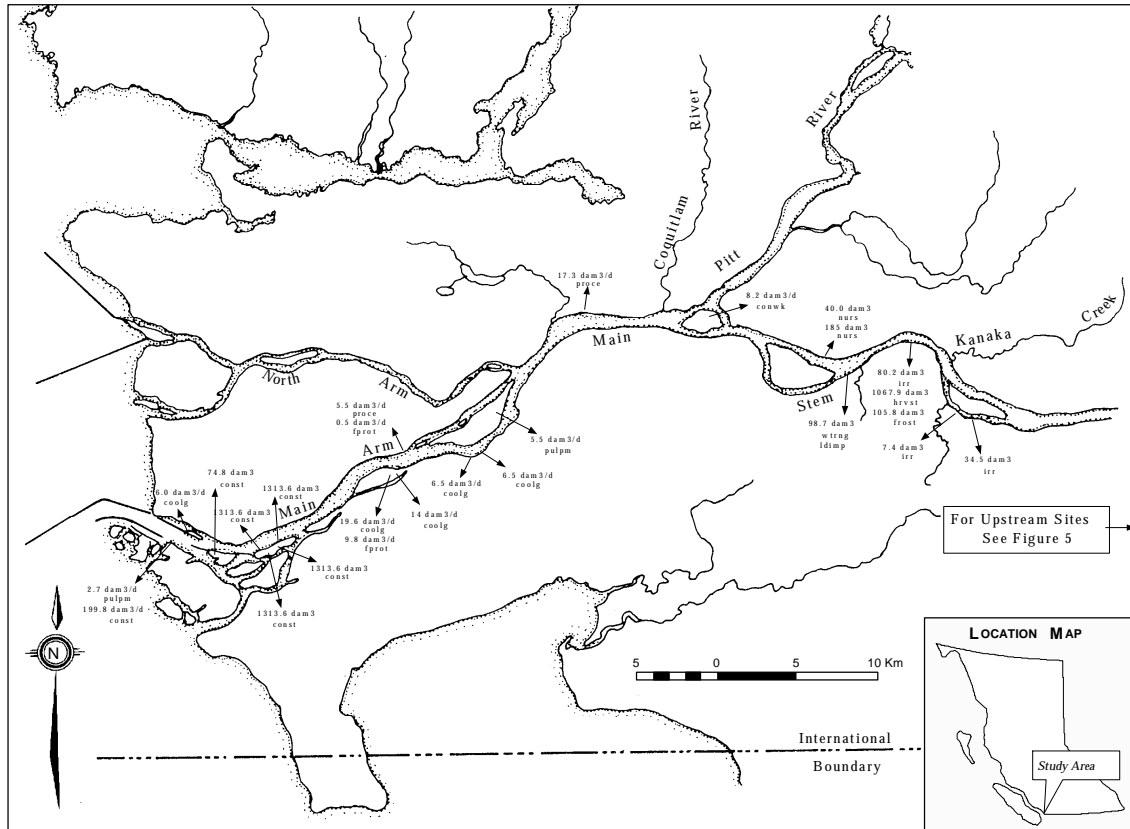 Coquitlam
River
River
Pitt
17.3 dam3/d
proce
8.2 dam3/d
conwk
40.0 dam3
nurs
185 dam3
nurs
Kanaka
Creek
Main
Stem
North
Arm
80.2 dam3
irr
1067.9 dam3
hrvst
105.8 dam3
frost
98.7 dam3
wtrng
ldimp
7.4 dam3
irr
34.5 dam3
irr
5.5 dam3/d
proce
0.5 dam3/d
fprot
5.5 dam3/d
pulpm
Arm
Main
6.5 dam3/d
coolg
6.5 dam3/d
coolg
74.8 dam3
const
6.0 dam3/d
coolg
1313.6 dam3
const
1313.6 dam3
const
14 dam3/d
coolg
19.6 dam3/d
coolg
9.8 dam3/d
fprot
1313.6 dam3
const
1313.6 dam3
const
2.7 dam3/d
pulpm
199.8 dam3/d
const
For Upstream Sites
See Figure 5
N
5 0 5 10 Km
International
Boundary
LOCATION MAP
Study Area